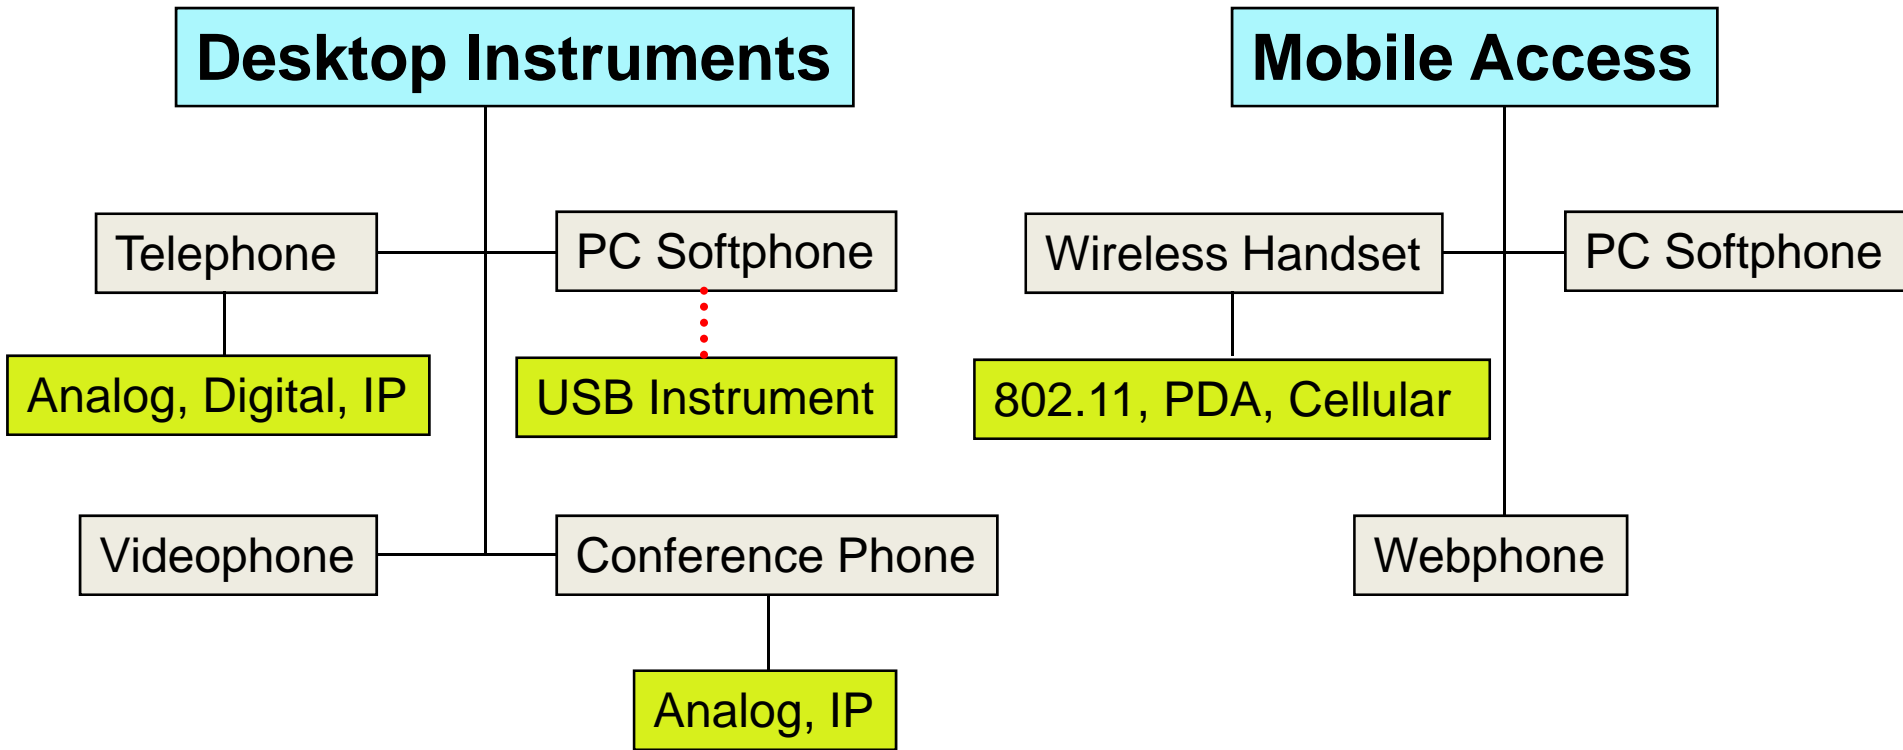 Desktop Instruments
Mobile Access
Telephone
PC Softphone
Wireless Handset
PC Softphone
Analog, Digital, IP
USB Instrument
802.11, PDA, Cellular
Videophone
Conference Phone
Webphone
Analog, IP